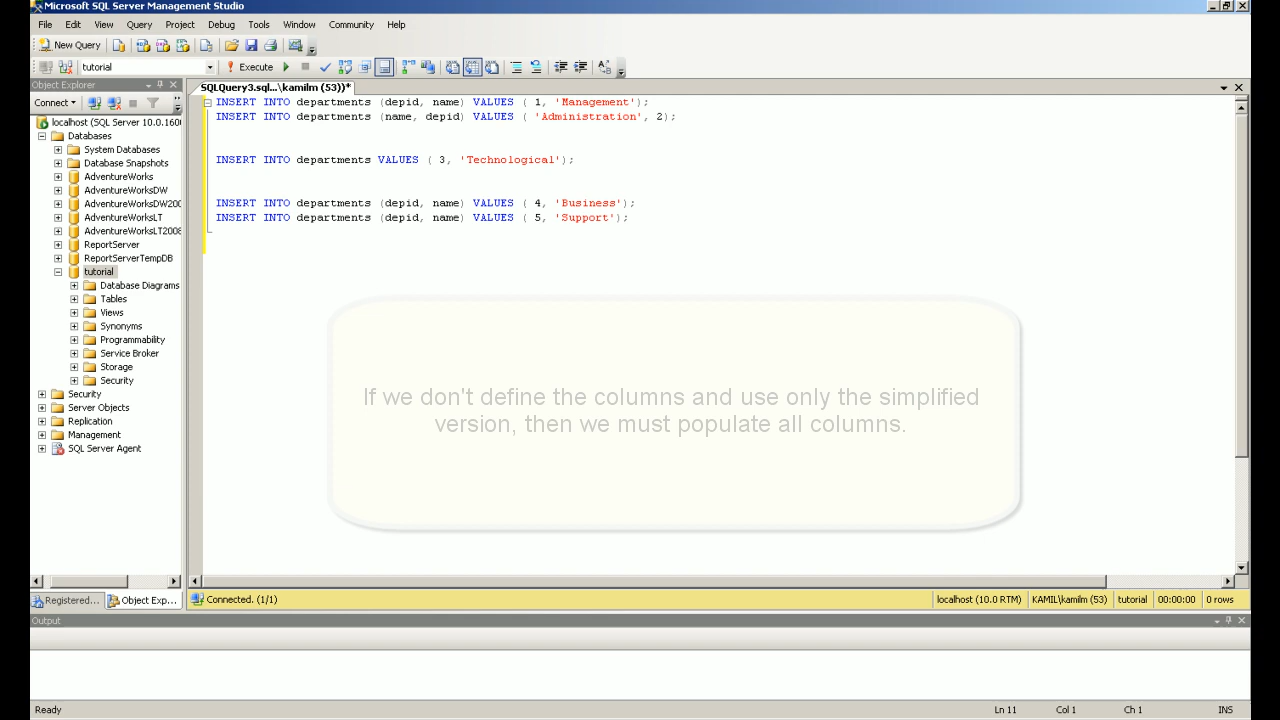 Microsoft SQL Server Management Studio
File Edit View Query Project Debug Tools Window Community Help
New Query
tutorial Execute
Object Explorer
SQLQuery3.sql...\kamilm (53))*
Connect
localhost (SQL Server 10.0.160
Databases
System Databases
Database Snapshots
AdventureWorks
AdventureWorksDW
AdventureWorksDW200
AdventureWorksLT
AdventureWorksLT2008
ReportServer
ReportServerTempDB
tutorial
Database Diagrams
Tables
Views
Synonyms
Programmability
Service Broker
Storage
Security
Security
Server Objects
Replication
Management
SQL Server Agent
INSERT INTO departments (depid, name) VALUES ( 1, 'Management');
INSERT INTO departments (name, depid) VALUES ( 'Administration', 2);
INSERT INTO departments VALUES ( 3, 'Technological');
INSERT INTO departments (depid, name) VALUES ( 4, 'Business');
INSERT INTO departments (depid, name) VALUES ( 5, 'Support');
If we don't define the columns and use only the simplified
version, then we must populate all columns.
Registered... Object Exp...
Connected. (1/1) localhost (10.0 RTM) KAMIL\kamilm (53) tutorial 00:00:00 0 rows
Output
Ready Ln 11 Col 1 Ch 1 INS